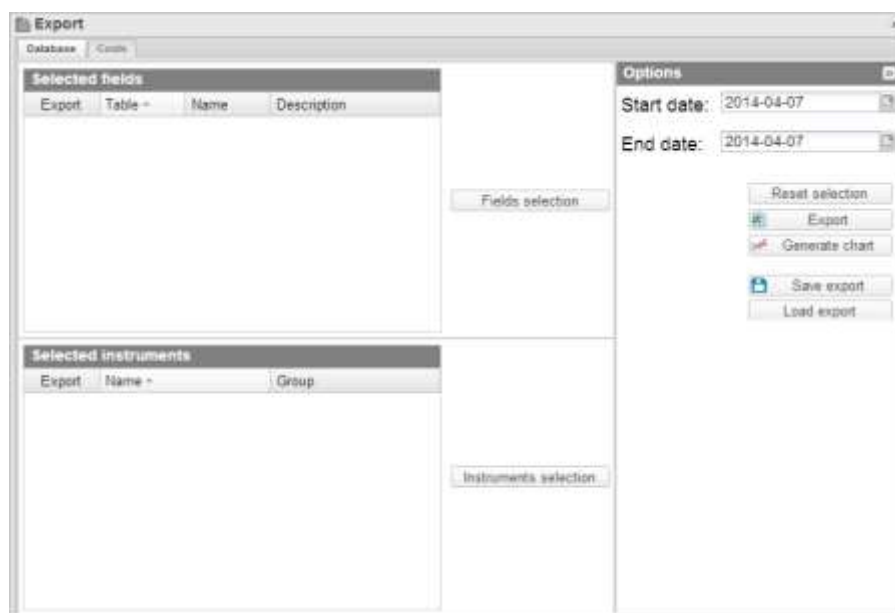 Export
Database Costs
Selected fields
Export Table Name Description
Fields selection
Selected instruments
Export Name Group
Instruments selection
Options
Start date: 2014-04-07
End date: 2014-04-07
Reset selection
Export
Generate chart
Save export
Load export